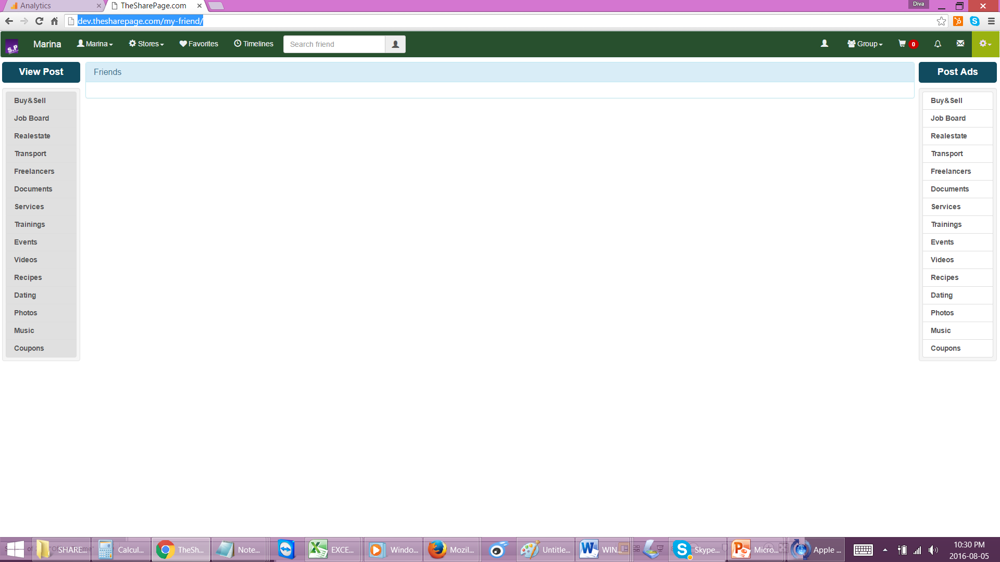 Analytics
TheSharePage.com
Diva
dev.thesharepage.com/my-friend/
S.P
Marina
Marina
Stores
Favorites
Timelines
Search friend
Group
0
View Post
Buy&Sell
Job Board
Realestate
Transport
Freelancers
Documents
Services
Trainings
Events
Videos
Recipes
Dating
Photos
Music
Coupons
Friends
Post Ads
Buy&Sell
Job Board
Realestate
Transport
Freelancers
Documents
Services
Trainings
Events
Videos
Recipes
Dating
Photos
Music
Coupons
SHARE...
Calcul...
TheSh...
Note...
EXCE...
Windo...
Mozil...
Untitle...
WIN...
Skype...
Micro...
Apple ...
10:30 PM
2016-08-05